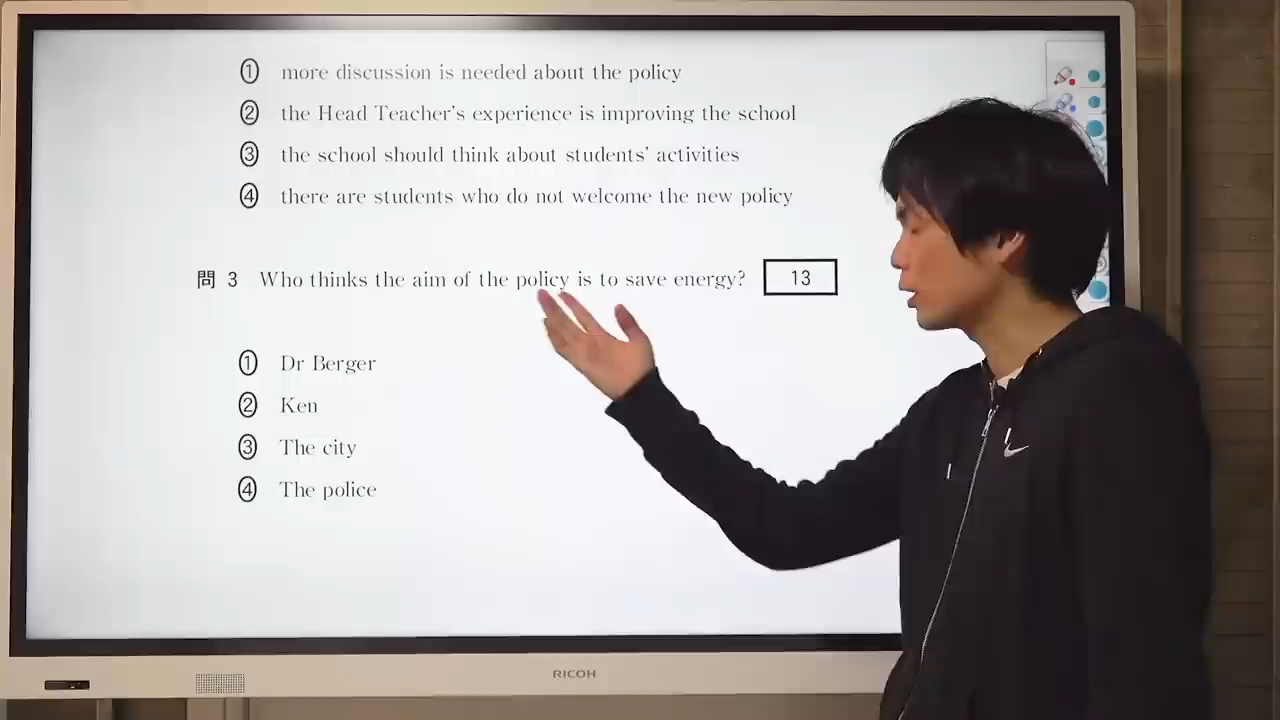 ① more discussion is needed about the policy
② the Head Teacher's experience is improving the school
③ the school should think about students' activities
④ there are students who do not welcome the new policy
問 3 Who thinks the aim of the policy is to save energy? 13
① Dr Berger
② Ken
③ The city
④ The police
RICOH